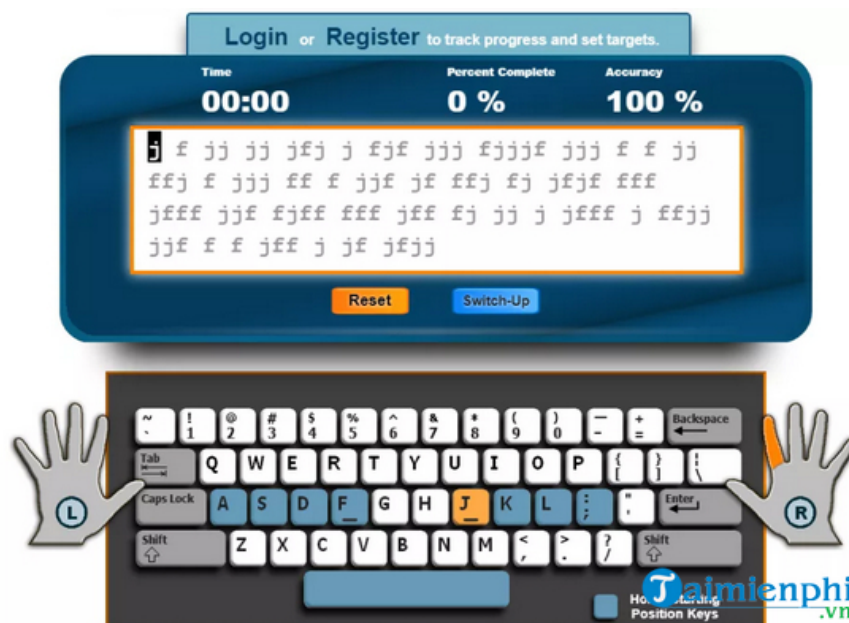 Login or Register to track progress and set targets.
Time Percent Complete Accuracy
00:00 0 % 100 %
j f jj jj jfj j fjf jjj fjjjf jjj f f jj
ffj f jjj ff f jjf jf ffj fj jfjf fff
jfff jjf fjff fff jff fj jj j jfff j ffjj
jjf f f jff j jf jfjj
Reset Switch-Up
~ ! @ # $ % ^ & * ( ) — +
` 1 2 3 4 5 6 7 8 9 0 - = Backspace
Tab Q W E R T Y U I O P { } |
[ ] \
Caps Lock A S D F G H J K L : " Enter
; '
Shift Z X C V B N M < > ? Shift
, . /
L R
Starting
Position Keys
Taimienphi
.vn